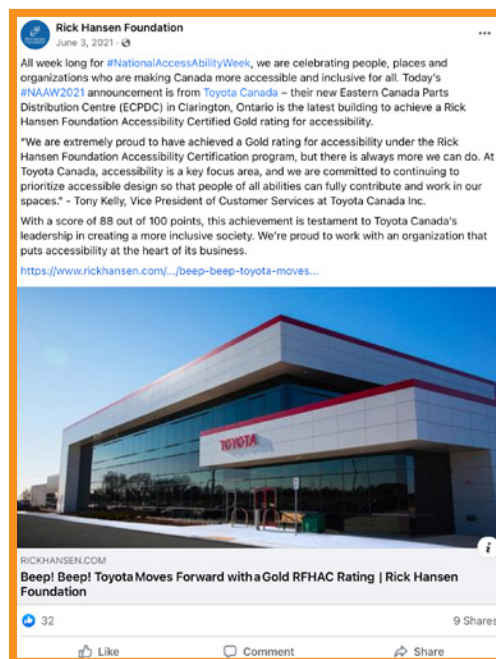 Rick Hansen Foundation
June 3, 2021 ·
All week long for #NationalAccessAbilityWeek, we are celebrating people, places and
organizations who are making Canada more accessible and inclusive for all. Today's
#NAAW2021 announcement is from Toyota Canada – their new Eastern Canada Parts
Distribution Centre (ECPDC) in Clarington, Ontario is the latest building to achieve a Rick
Hansen Foundation Accessibility Certified Gold rating for accessibility.
"We are extremely proud to have achieved a Gold rating for accessibility under the Rick
Hansen Foundation Accessibility Certification program, but there is always more we can do. At
Toyota Canada, accessibility is a key focus area, and we are committed to continuing to
prioritize accessible design so that people of all abilities can fully contribute and work in our
spaces." - Tony Kelly, Vice President of Customer Services at Toyota Canada Inc.
With a score of 88 out of 100 points, this achievement is testament to Toyota Canada's
leadership in creating a more inclusive society. We're proud to work with an organization that
puts accessibility at the heart of its business.
https://www.rickhansen.com/.../beep-beep-toyota-moves...
TOYOTA
i
RICKHANSEN.COM
Beep! Beep! Toyota Moves Forward with a Gold RFHAC Rating | Rick Hansen
Foundation
32
9 Shares
Like
Comment
Share